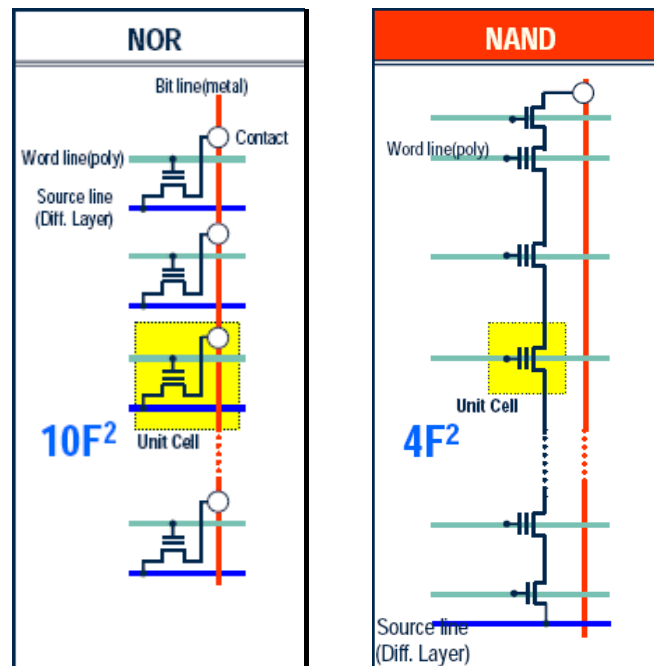 NOR
Bit line(metal)
Contact
Word line(poly)
Source line
(Diff. Layer)
10F²
Unit Cell
NAND
Word line(poly)
Unit Cell
4F²
Source line
(Diff. Layer)